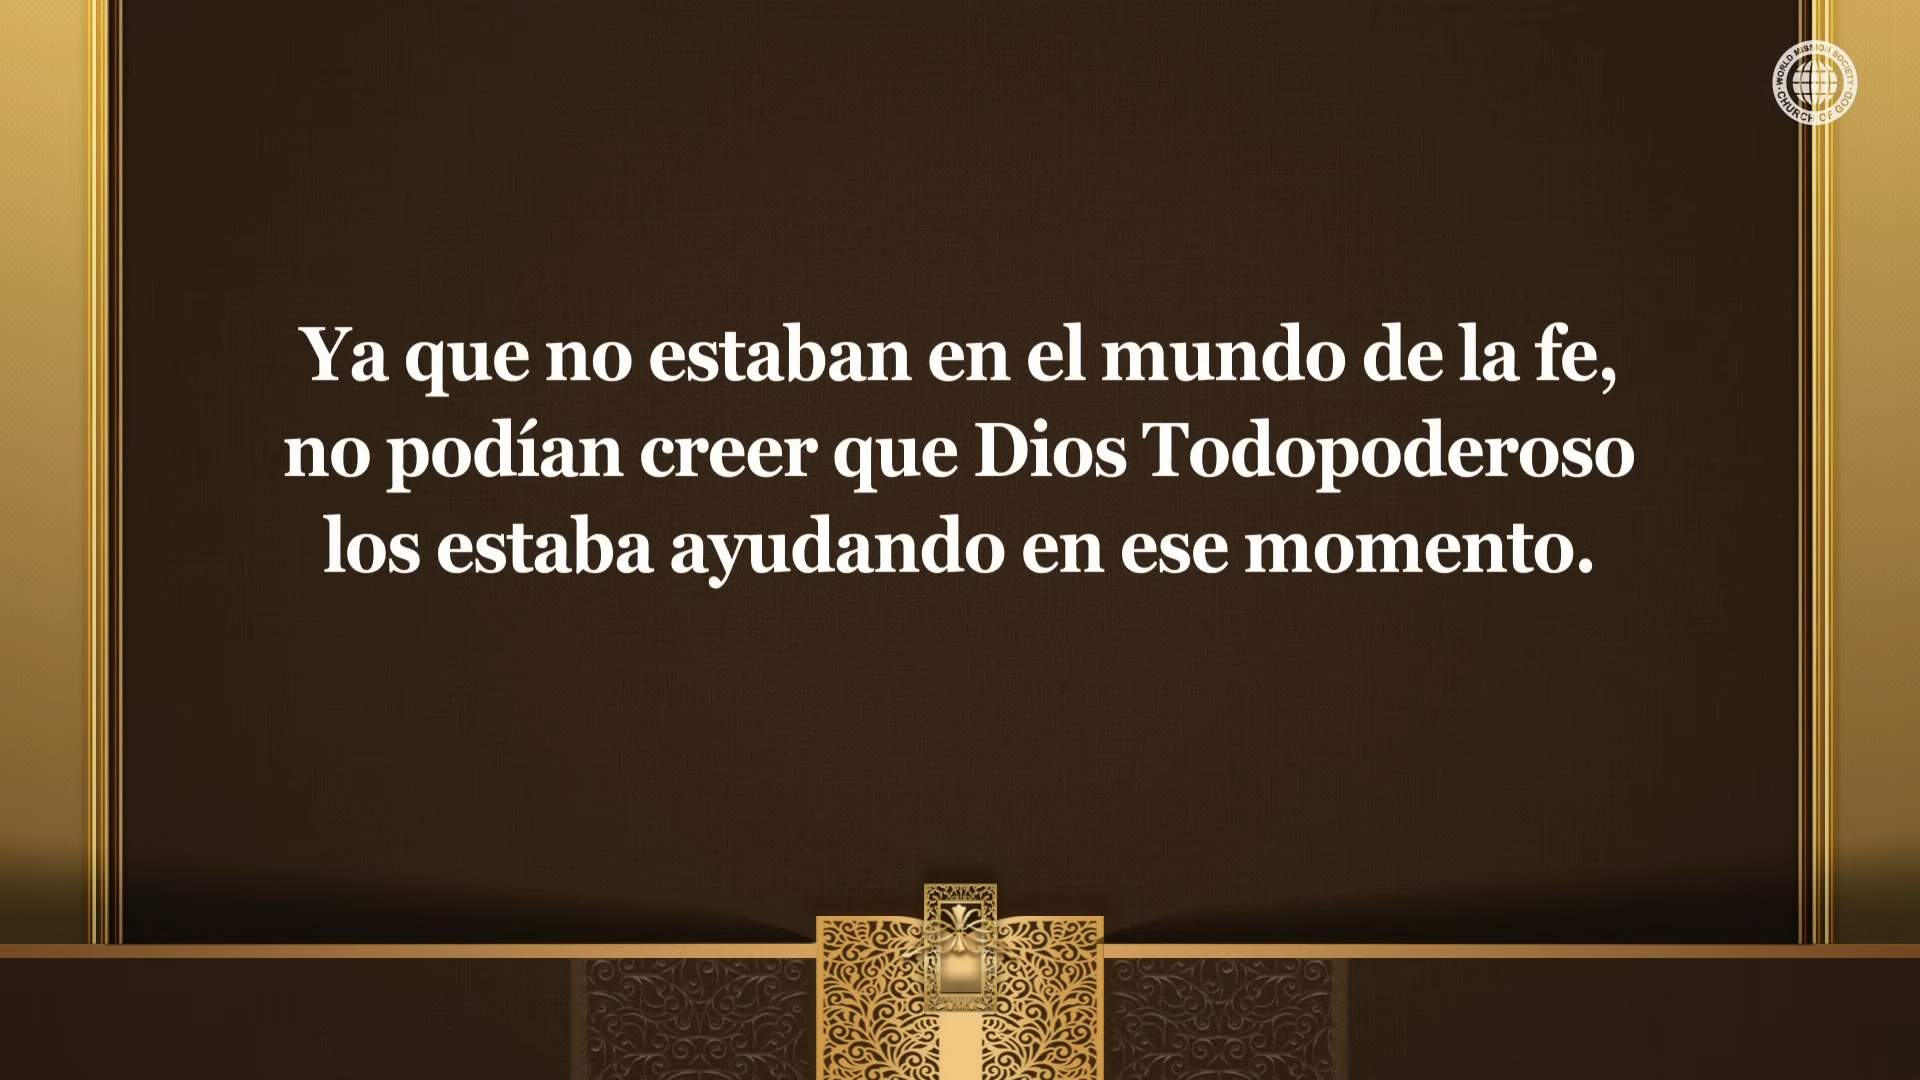 WORLD MISSION SOCIETY
CHURCH OF GOD
Ya que no estaban en el mundo de la fe,
no podían creer que Dios Todopoderoso
los estaba ayudando en ese momento.